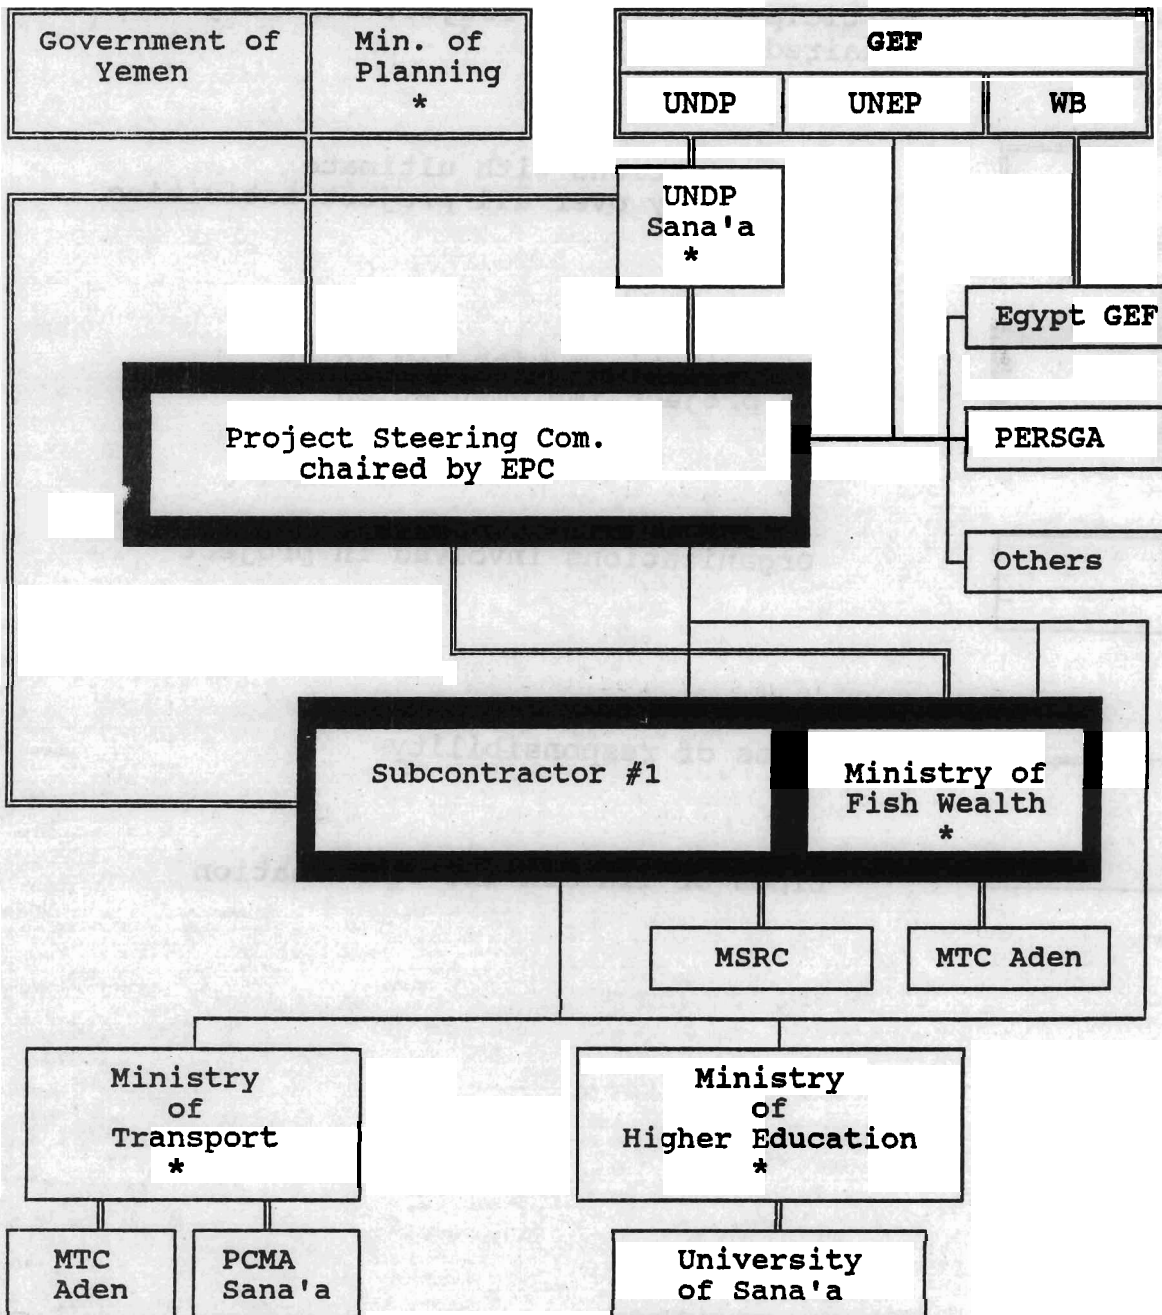 Government of
Yemen
Min. of
Planning
*
GEF
UNDP
UNEP
WB
UNDP
Sana'a
*
Egypt GEF
Project Steering Com.
chaired by EPC
PERSGA
Others
Subcontractor #1
Ministry of
Fish Wealth
*
MSRC
MTC Aden
Ministry
of
Transport
*
Ministry
of
Higher Education
*
MTC
Aden
PCMA
Sana'a
University
of Sana'a